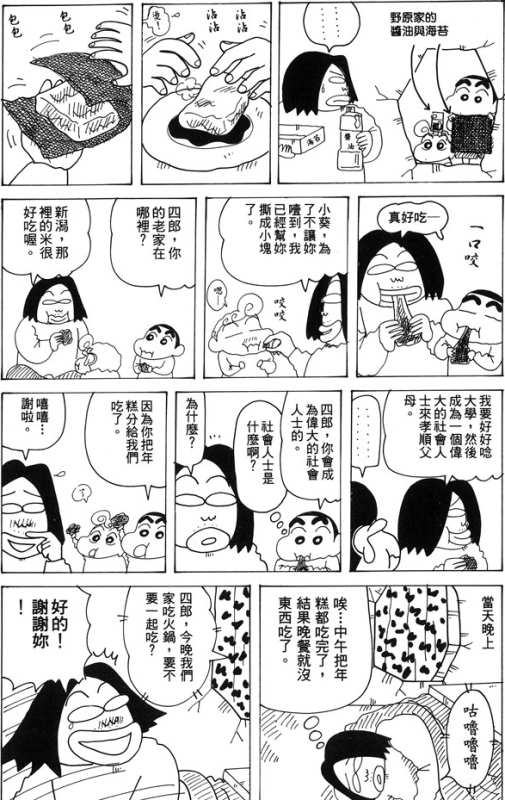 野原家的
醬油與海苔
⋯⋯⋯
醬
油
海苔
沾
沾
沾
沾
包
包
包
包
一口咬
真好吃—
小葵，為
了不讓妳
噎到，我
已經幫妳
撕成小塊
了。
咬
咬
嗯—
四郎，你
的老家在
哪裡？
新潟，那
裡的米很
好吃喔。
我要好好唸
大學，然後
成為一個偉
大的社會人
士來孝順父
母。
⋯⋯⋯
四郎，你會成
為偉大的社會
人士的。
社會人士是
什麼啊？
為什麼？
因為你把年
糕分給我們
吃了。
嘻嘻⋯
謝啦。
當天晚上
咕嚕嚕嚕
唉⋯中午把年
糕都吃完了，
結果晚餐就沒
東西吃了。
四郎，今晚我們
家吃火鍋，要不
要一起吃？
好的！
謝謝妳
！